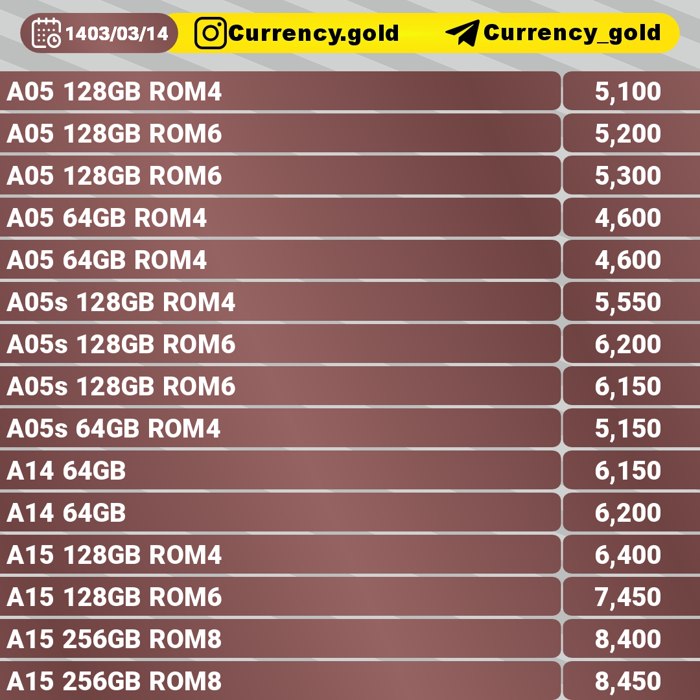 1403/03/14 Currency.gold Currency_gold
A05 128GB ROM4 5,100
A05 128GB ROM6 5,200
A05 128GB ROM6 5,300
A05 64GB ROM4 4,600
A05 64GB ROM4 4,600
A05s 128GB ROM4 5,550
A05s 128GB ROM6 6,200
A05s 128GB ROM6 6,150
A05s 64GB ROM4 5,150
A14 64GB 6,150
A14 64GB 6,200
A15 128GB ROM4 6,400
A15 128GB ROM6 7,450
A15 256GB ROM8 8,400
A15 256GB ROM8 8,450